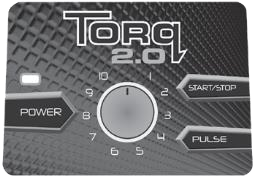 TORQ
2.0
10 1
9 2 START/STOP
POWER 8 3
7 4 PULSE
6 5